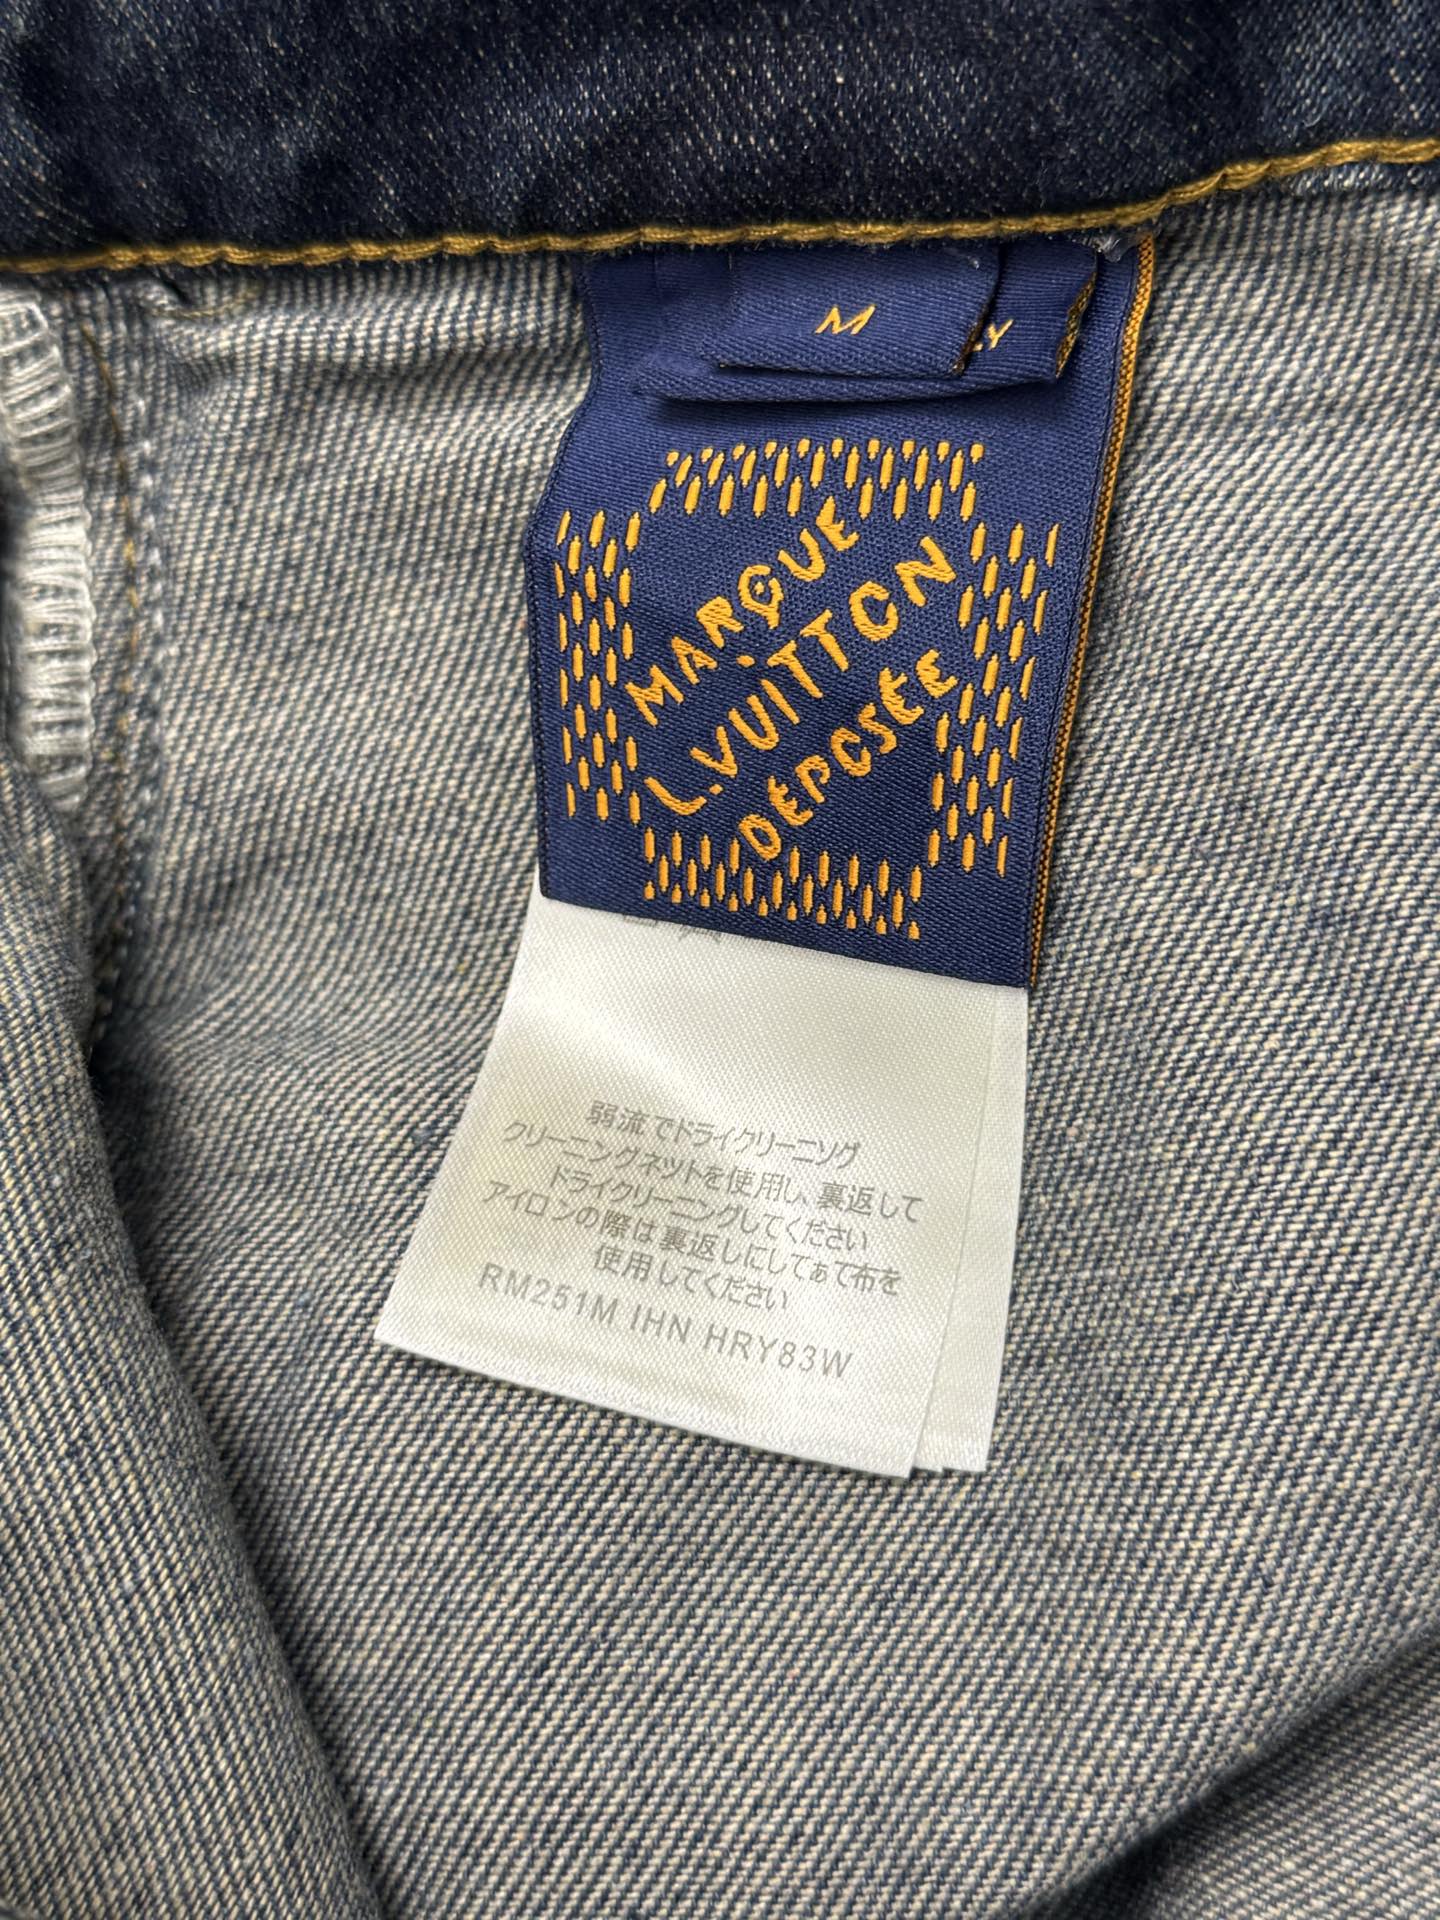 M
LY
MARQUE
L.VUITTON
DÉPOSÉE
弱流でドライクリーニソグ
クリーニングネツトを使用し、裏返して
ドライクリーニングしてください
アイロンの際は裏返しにしてあて布を
使用してください
RM251M IHN HRY83W